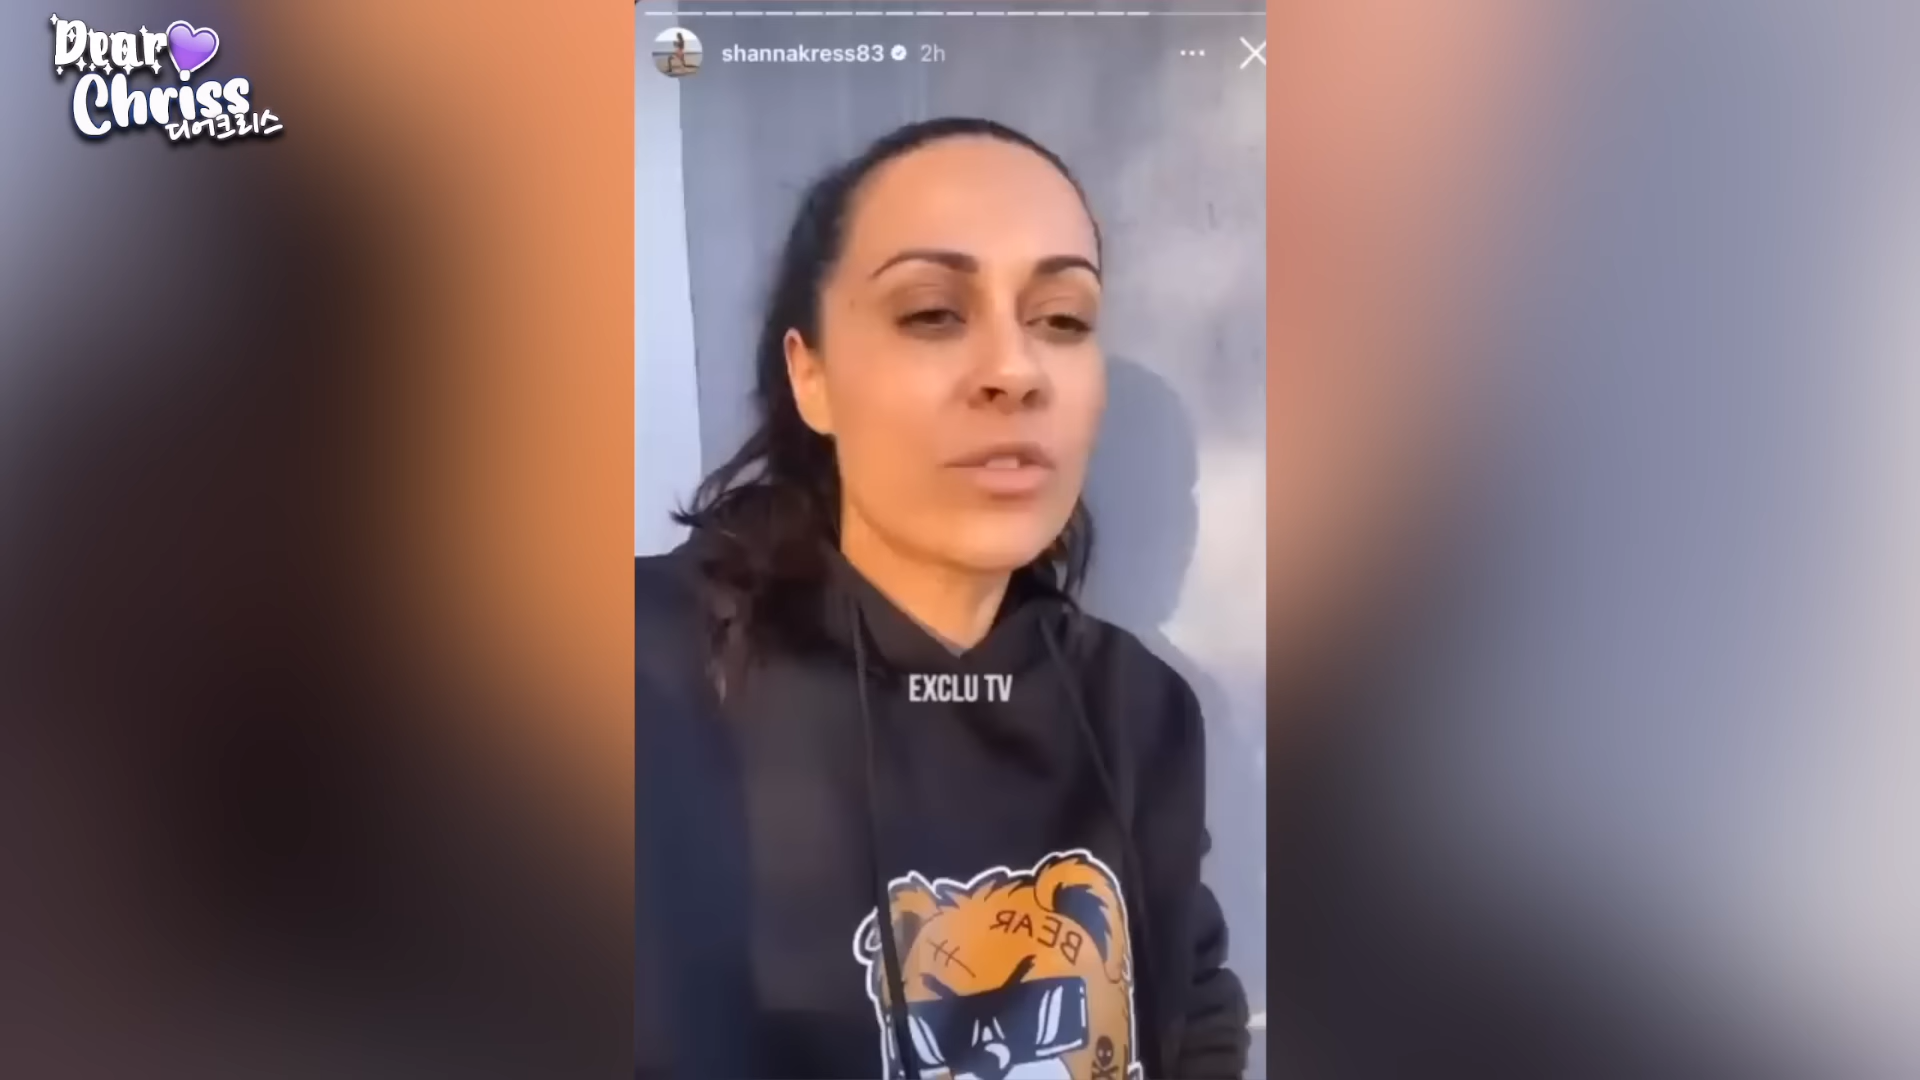 Dear
Chriss
디어크리스
shannakress83 2h
EXCLU TV
BEAR